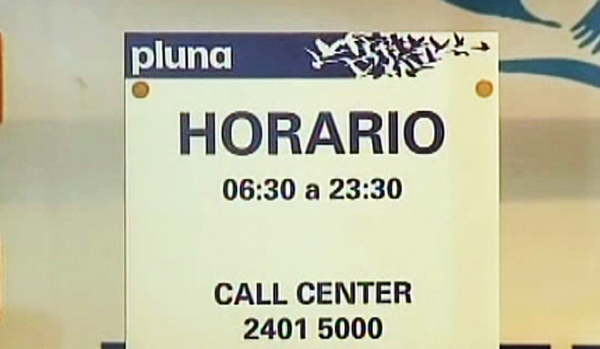 pluna
HORARIO
06:30 a 23:30
CALL CENTER
2401 5000